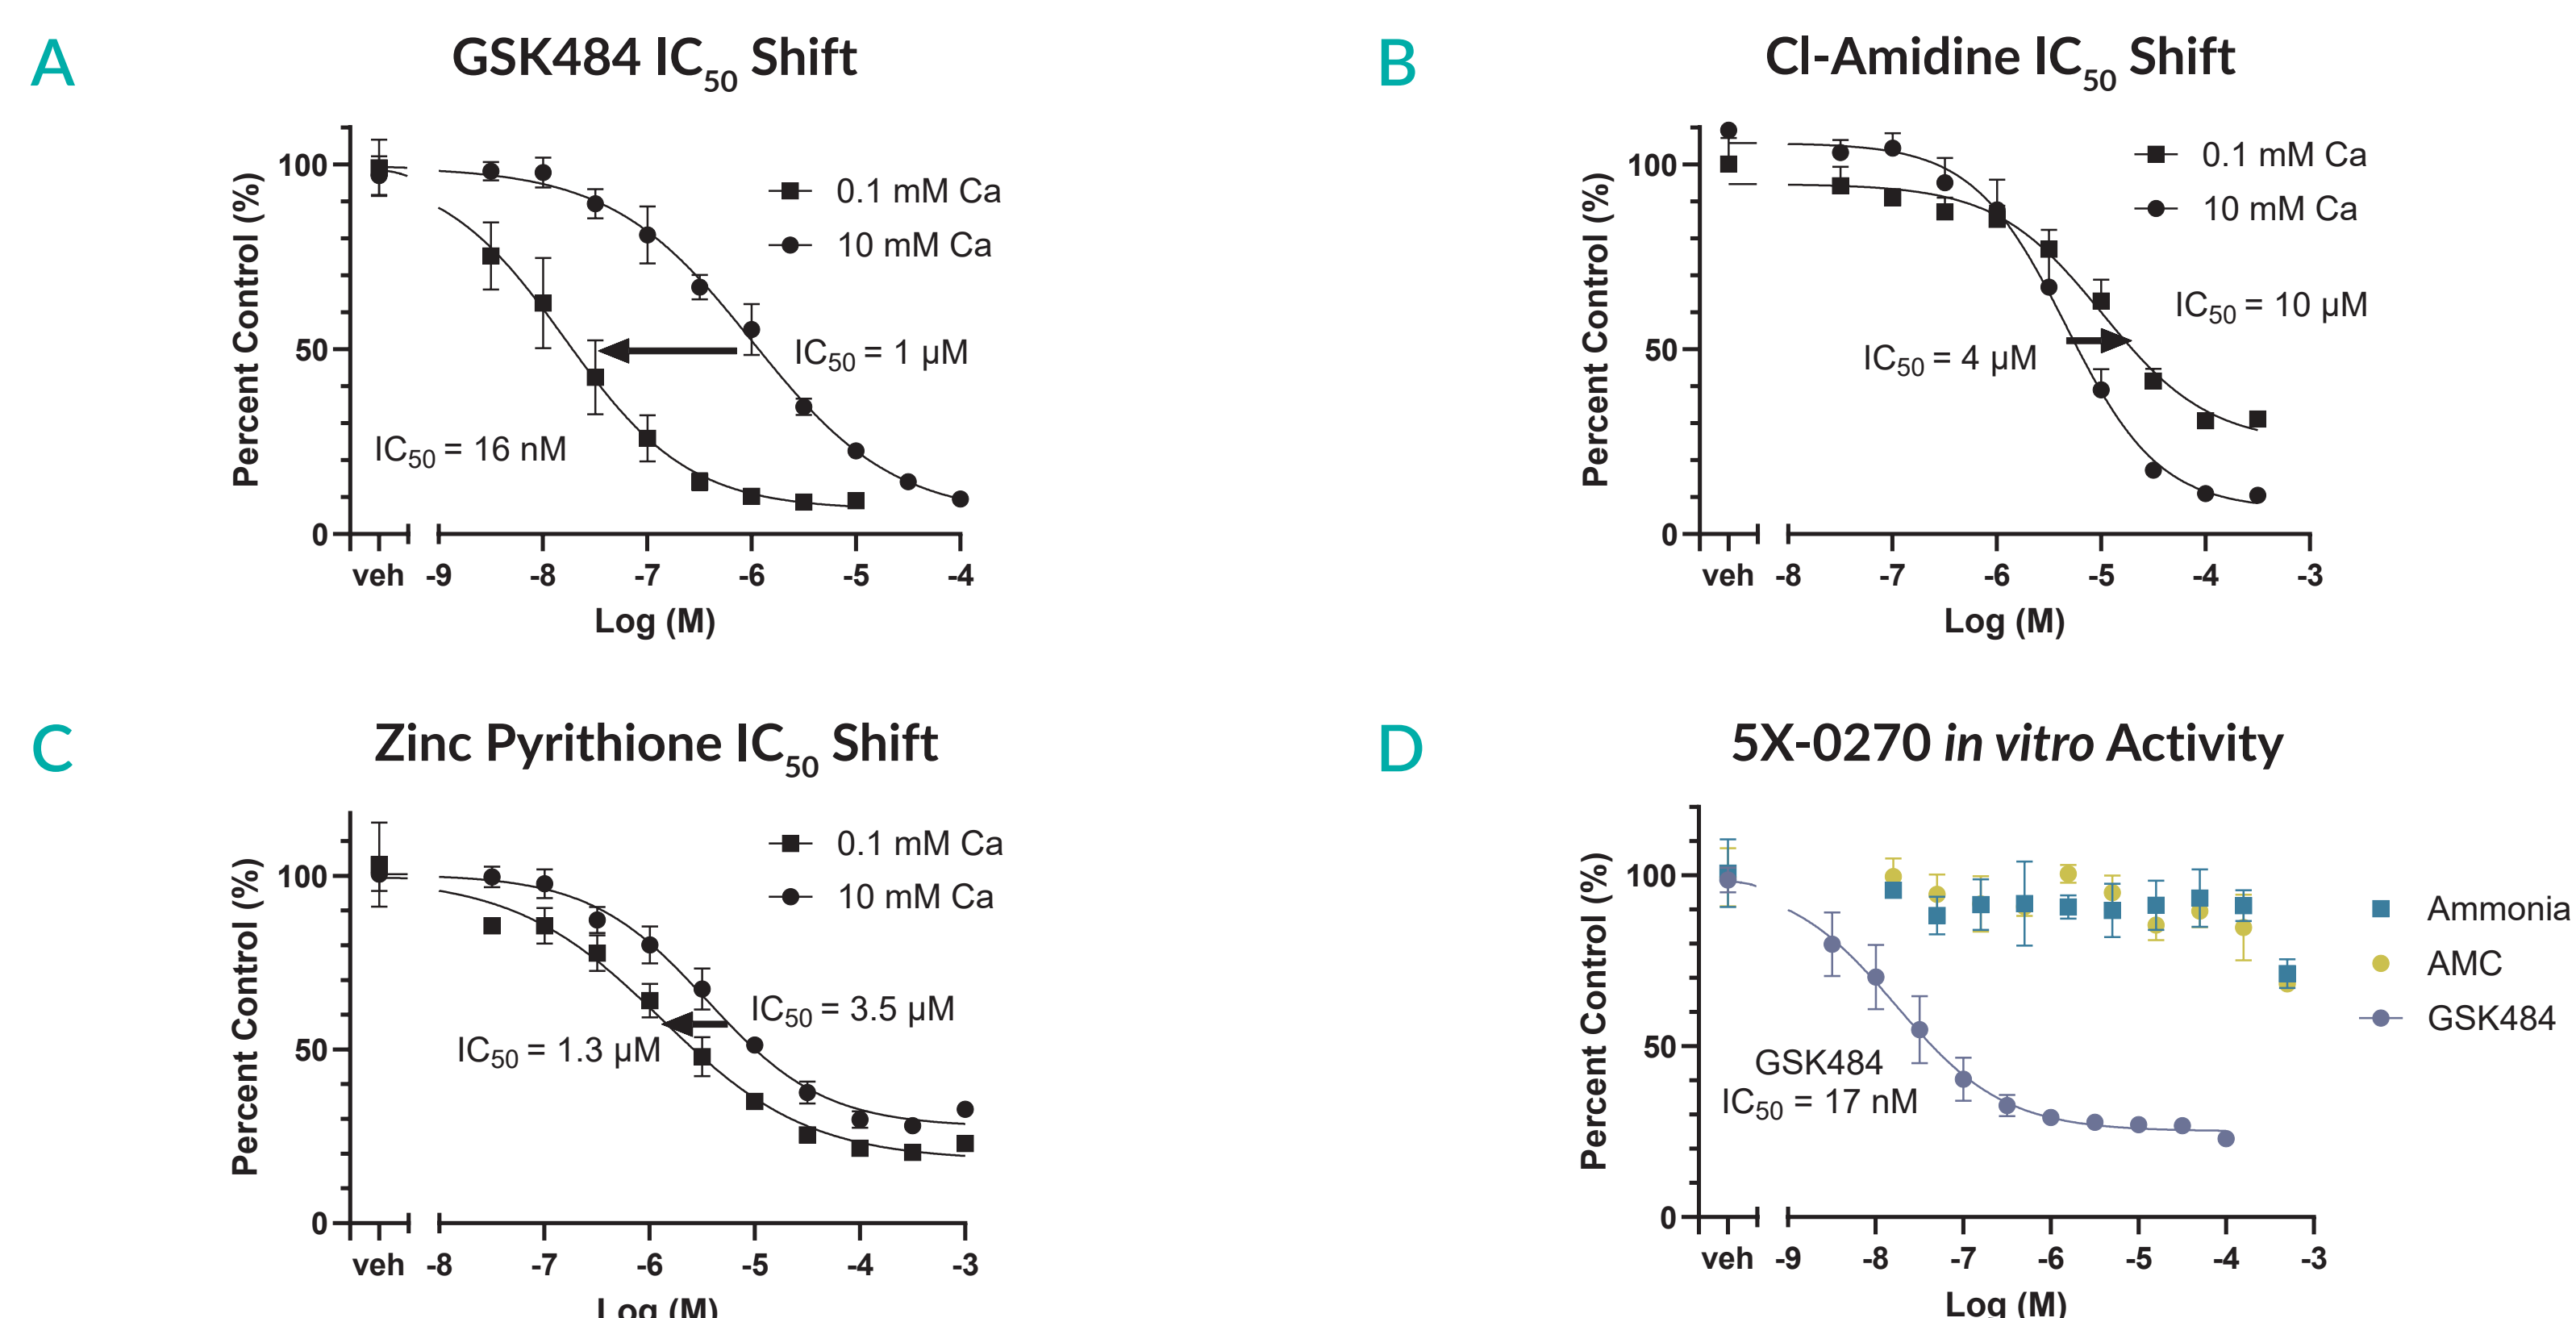 A
GSK484 IC50 Shift
Percent Control (%)
100
50
0
0.1 mM Ca
10 mM Ca
IC50 = 1 µM
IC50 = 16 nM
veh -9 -8 -7 -6 -5 -4
Log (M)
B
Cl-Amidine IC50 Shift
Percent Control (%)
100
50
0
0.1 mM Ca
10 mM Ca
IC50 = 10 µM
IC50 = 4 µM
veh -8 -7 -6 -5 -4 -3
Log (M)
C
Zinc Pyrithione IC50 Shift
Percent Control (%)
100
50
0
0.1 mM Ca
10 mM Ca
IC50 = 3.5 µM
IC50 = 1.3 µM
veh -8 -7 -6 -5 -4 -3
Log (M)
D
5X-0270 in vitro Activity
Percent Control (%)
100
50
0
Ammonia
AMC
GSK484
GSK484
IC50 = 17 nM
veh -9 -8 -7 -6 -5 -4 -3
Log (M)